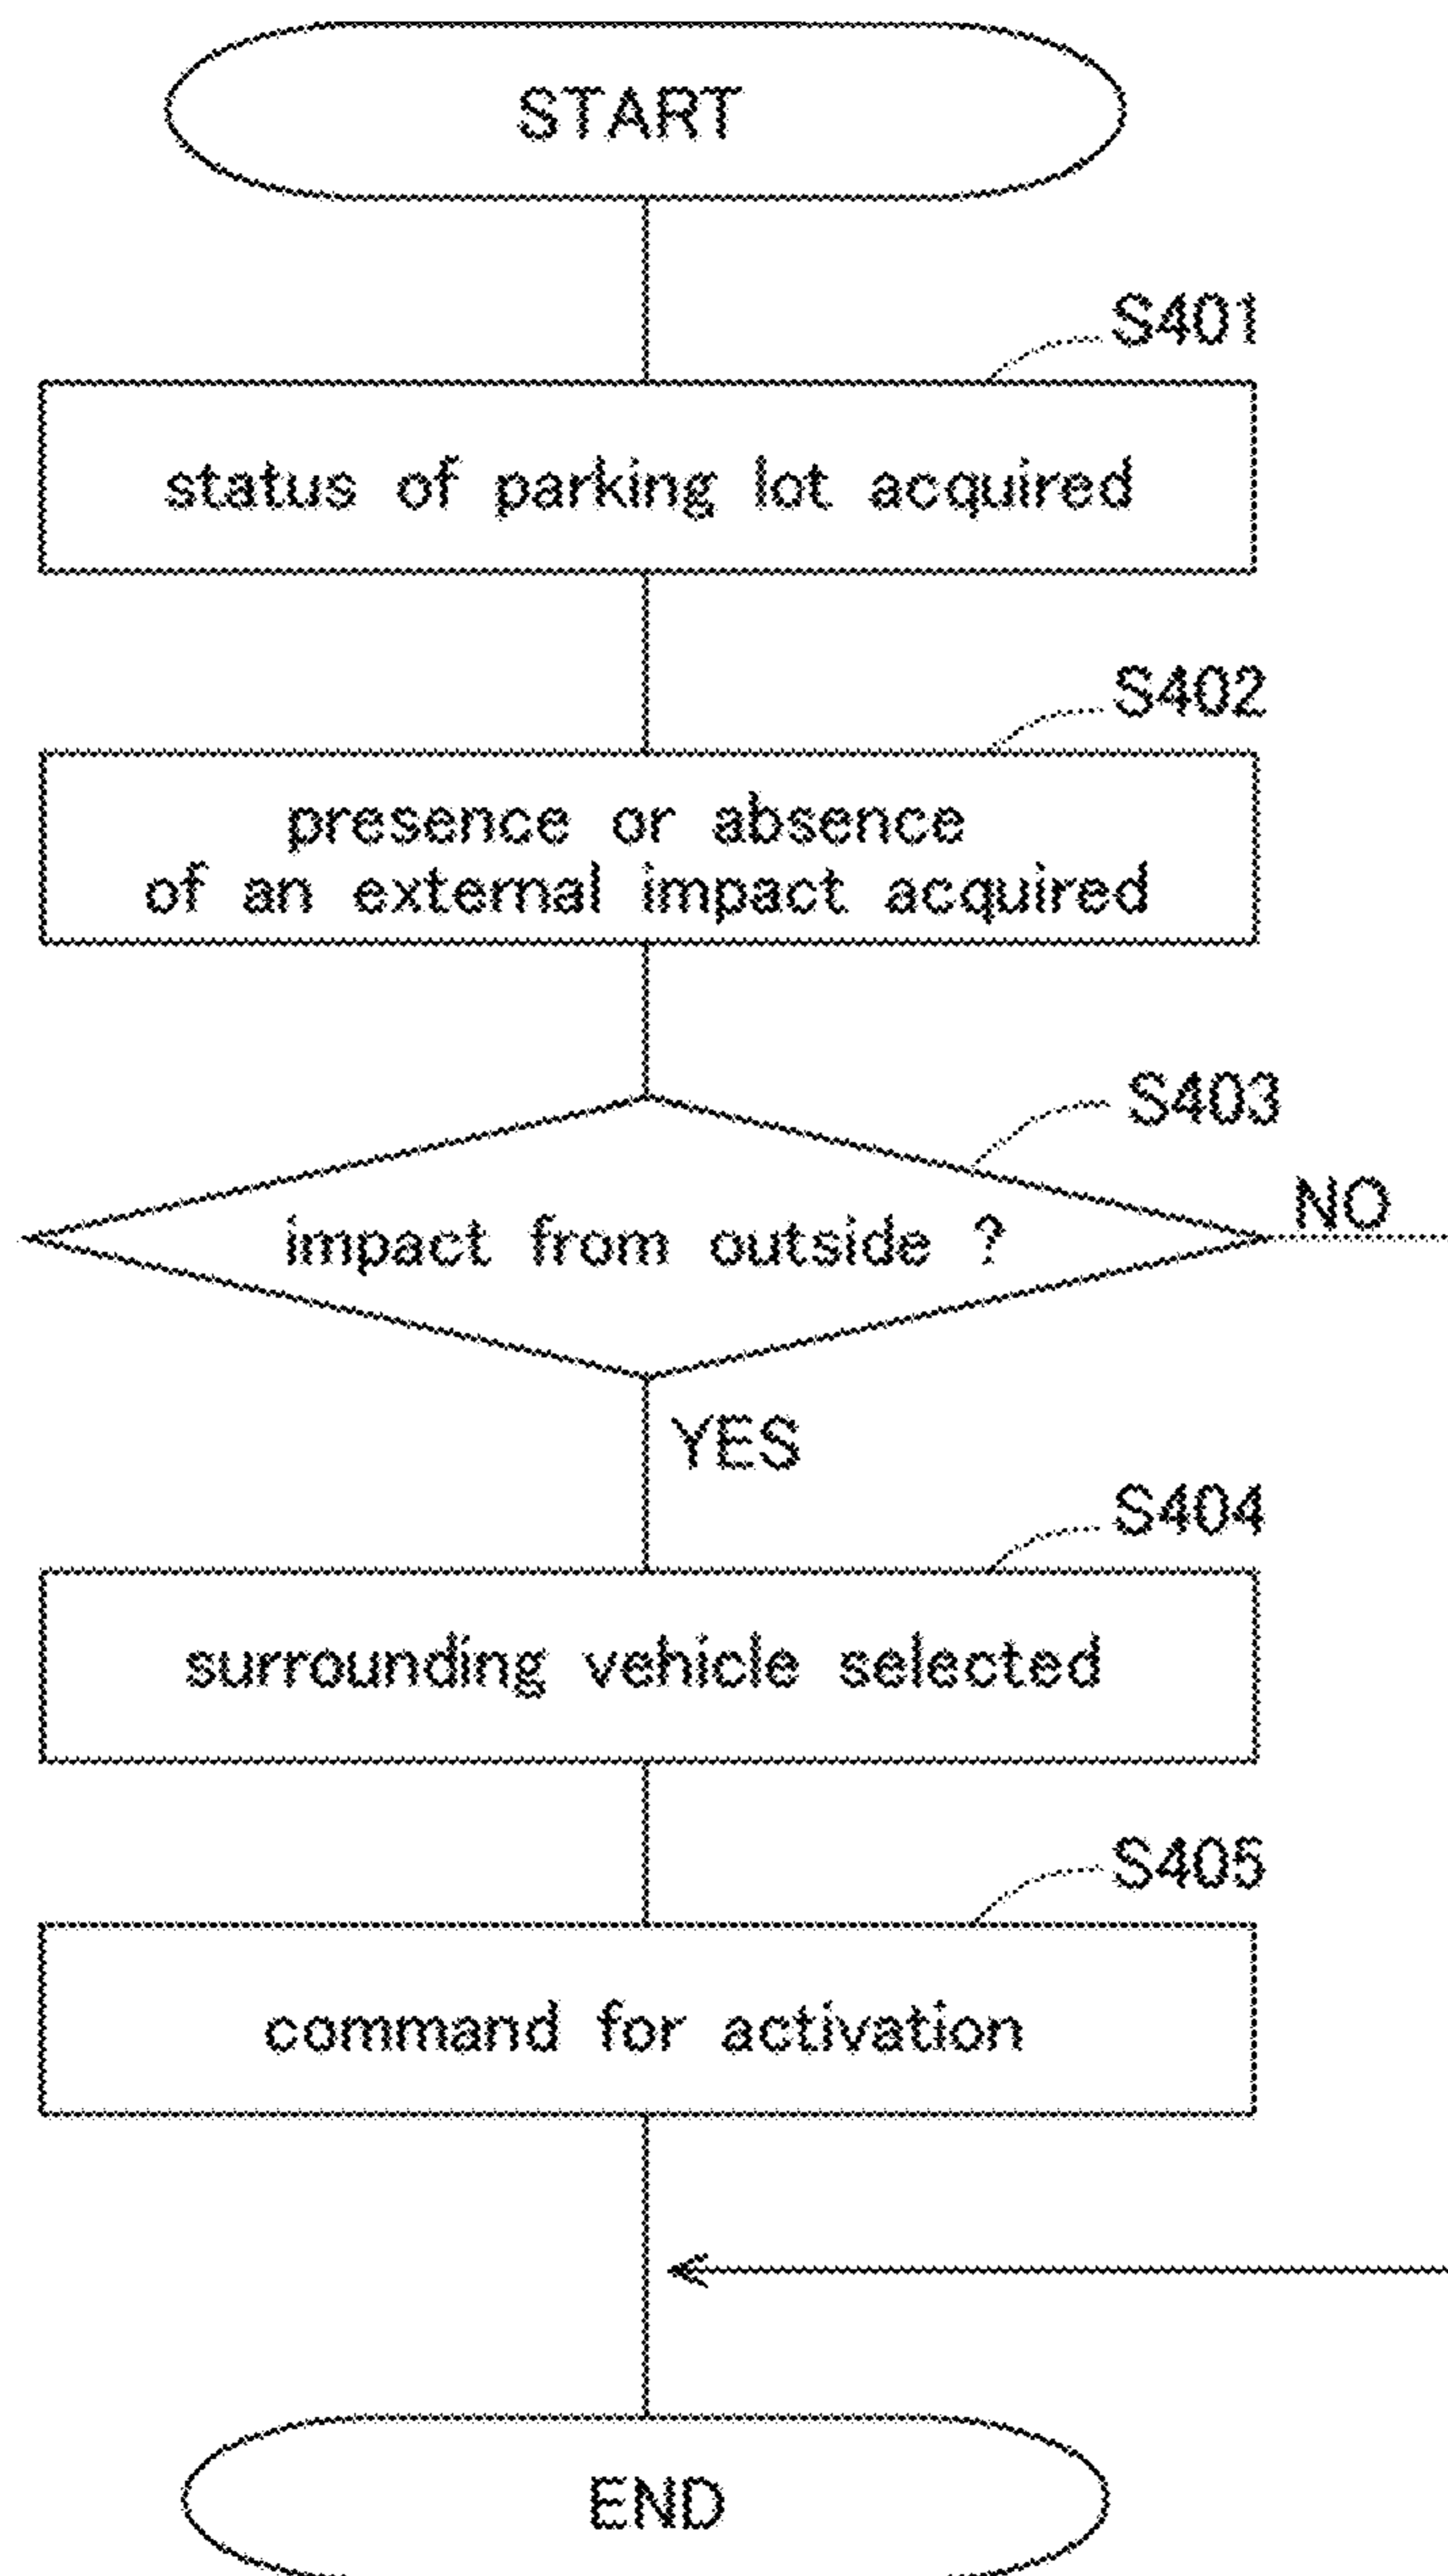 START
S401
status of parking lot acquired
S402
presence or absence
of an external impact acquired
S403
impact from outside ?
NO
YES
S404
surrounding vehicle selected
S405
command for activation
END